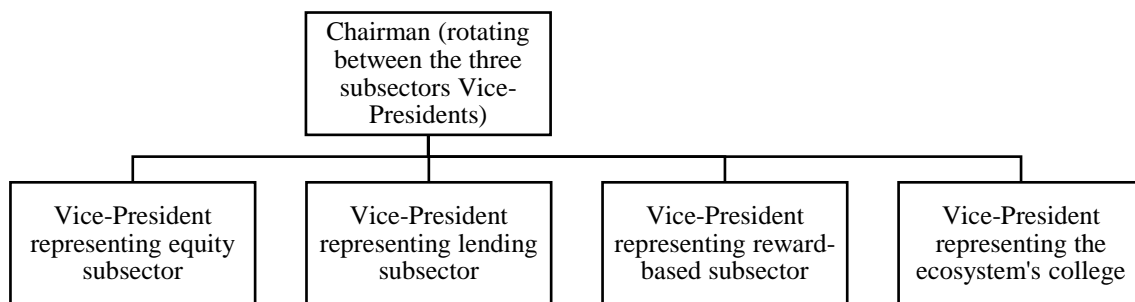 Chairman (rotating
between the three
subsectors Vice-
Presidents)
Vice-President
representing equity
subsector
Vice-President
representing lending
subsector
Vice-President
representing reward-
based subsector
Vice-President
representing the
ecosystem's college